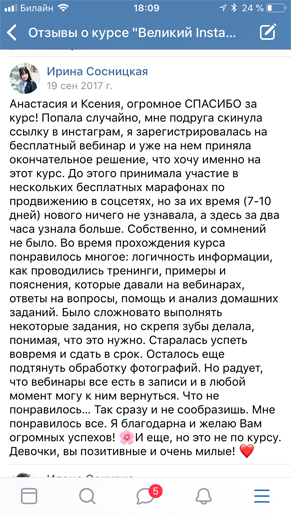 Билайн 18:09 24 %
Отзывы о курсе "Великий Insta...
Ирина Сосницкая
19 сен 2017 г.
Анастасия и Ксения, огромное СПАСИБО за
курс! Попала случайно, мне подруга скинула
ссылку в инстаграм, я зарегистрировалась на
бесплатный вебинар и уже на нем приняла
окончательное решение, что хочу именно на
этот курс. До этого принимала участие в
нескольких бесплатных марафонах по
продвижению в соцсетях, но за их время (7-10
дней) нового ничего не узнавала, а здесь за два
часа узнала больше. Собственно, и сомнений
не было. Во время прохождения курса
понравилось многое: логичность информации,
как проводились тренинги, примеры и
пояснения, которые давали на вебинарах,
ответы на вопросы, помощь и анализ домашних
заданий. Было сложновато выполнять
некоторые задания, но скрепя зубы делала,
понимая, что это нужно. Старалась успеть
вовремя и сдать в срок. Осталось еще
подтянуть обработку фотографий. Но радует,
что вебинары все есть в записи и в любой
момент могу к ним вернуться. Что не
понравилось... Так сразу и не сообразишь. Мне
понравилось все. Я благодарна и желаю Вам
огромных успехов! 🌸И еще, но это не по курсу.
Девочки, вы позитивные и очень милые! ❤️
5